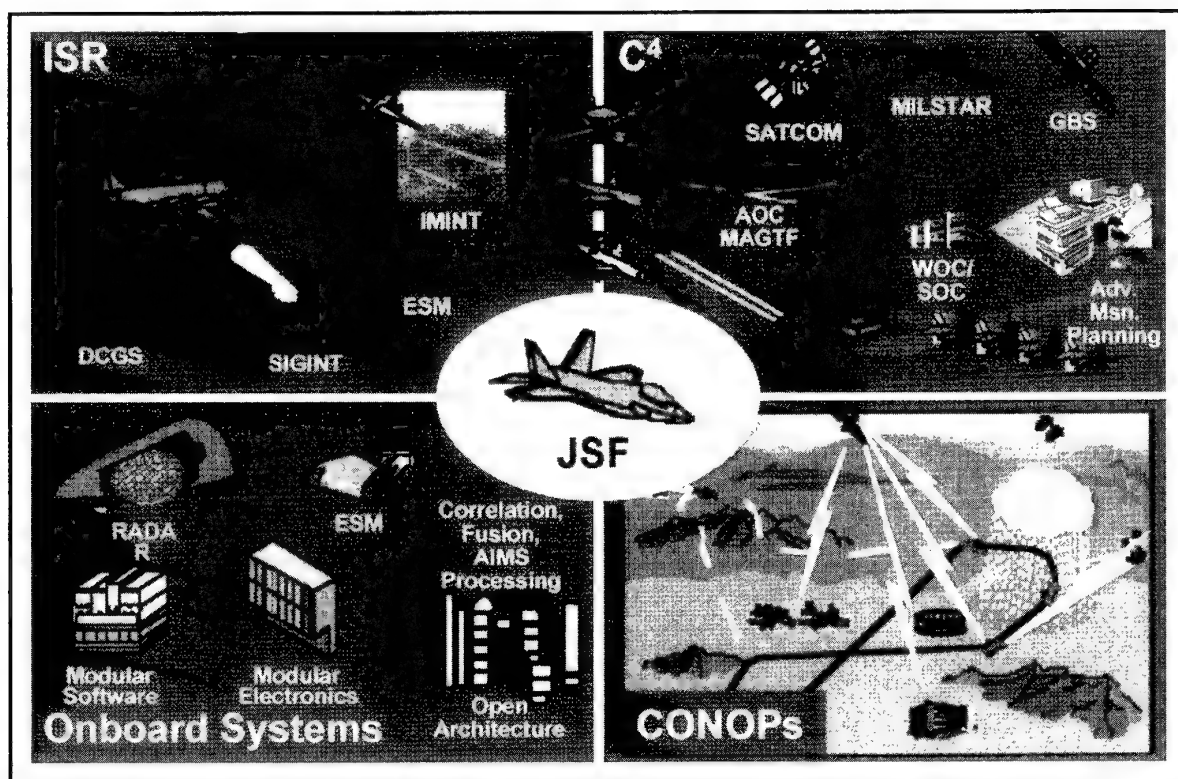 ISR
IMINT
ESM
DCGS
SIGINT
C⁴
SATCOM
MILSTAR
GBS
AOC
MAGTF
WOC/
SOC
Adv.
Msn.
Planning
JSF
RADA
R
ESM
Correlation,
Fusion,
AIMS
Processing
Modular
Software
Modular
Electronics
Open
Architecture
Onboard Systems
CONOPs